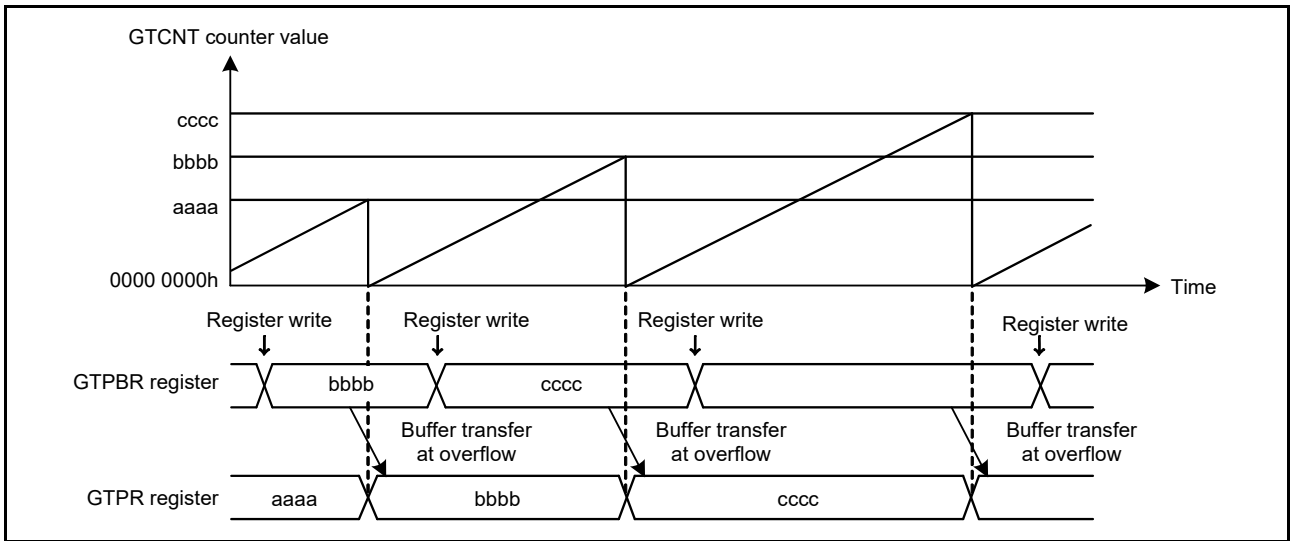 GTCNT counter value
cccc
bbbb
aaaa
0000 0000h
Time
Register write
Register write
Register write
Register write
GTPBR register
bbbb
cccc
Buffer transfer
at overflow
Buffer transfer
at overflow
Buffer transfer
at overflow
GTPR register
aaaa
bbbb
cccc